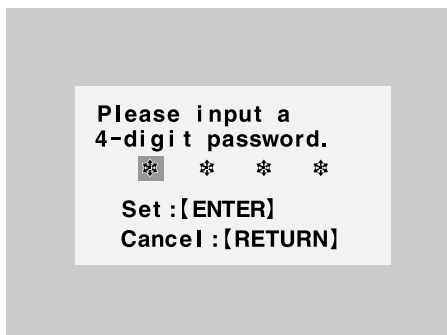 Please input a
4-digit password.
✽ ✽ ✽ ✽
Set:【ENTER】
Cancel:【RETURN】